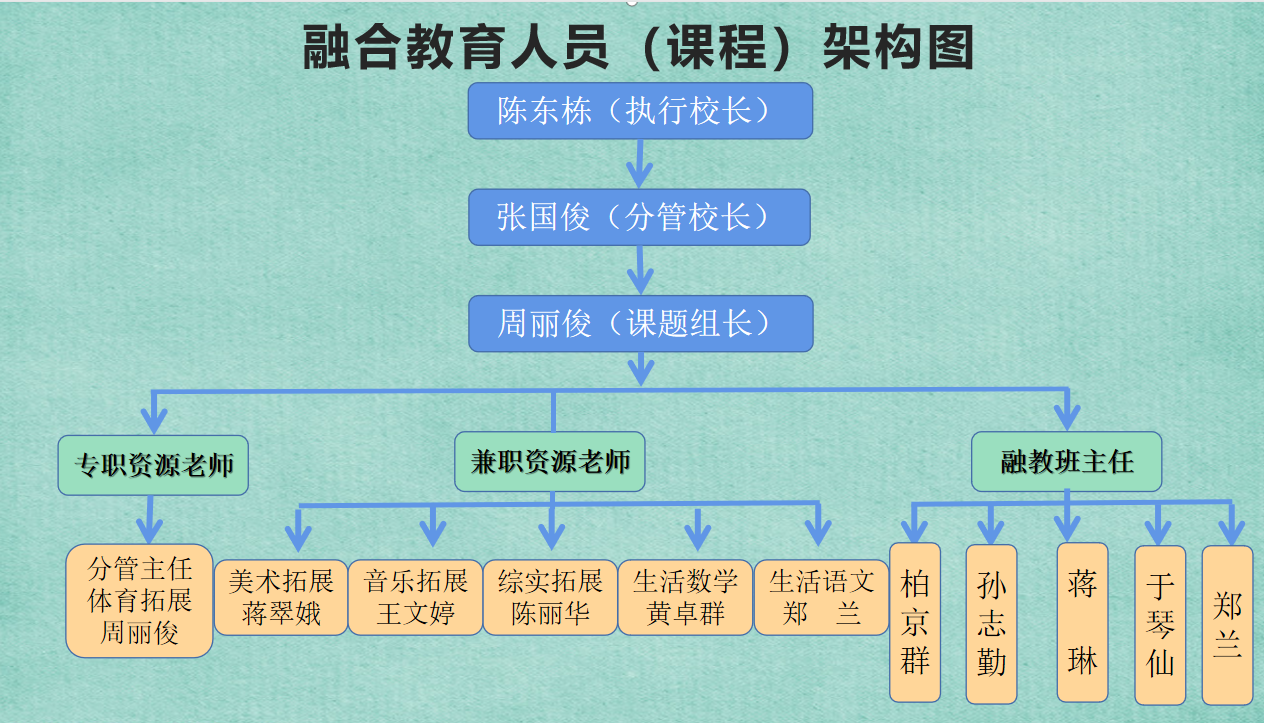 融合教育人员（课程）架构图
陈东栋（执行校长）
张国俊（分管校长）
周丽俊（课题组长）
专职资源老师
兼职资源老师
融教班主任
分管主任
体育拓展
周丽俊
美术拓展
蒋翠娥
音乐拓展
王文婷
综实拓展
陈丽华
生活数学
黄卓群
生活语文
郑　兰
柏京群
孙志勤
蒋　琳
于琴仙
郑兰